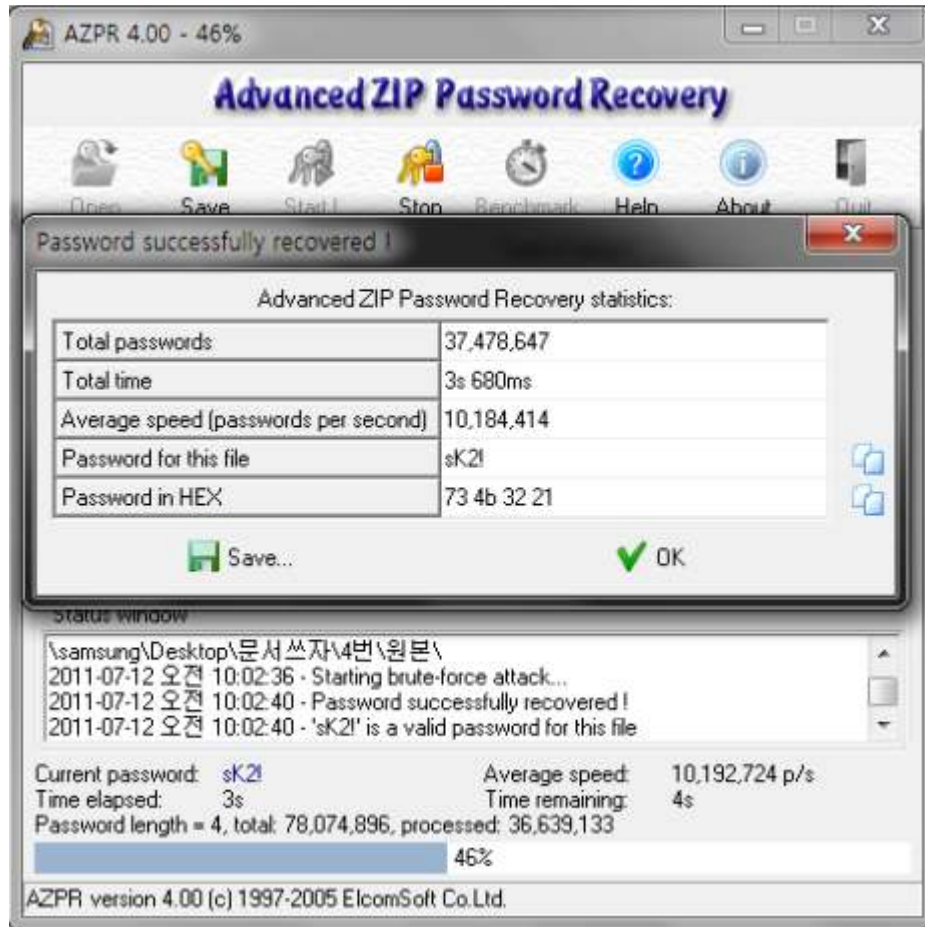 AZPR 4.00 - 46%
Advanced ZIP Password Recovery
Open Save Start! Stop Benchmark Help About Quit
Password successfully recovered !
Advanced ZIP Password Recovery statistics:
Total passwords 37,478,647
Total time 3s 680ms
Average speed (passwords per second) 10,184,414
Password for this file sK2!
Password in HEX 73 4b 32 21
Save... OK
Status window
\samsung\Desktop\문서쓰자\4번\원본\
2011-07-12 오전 10:02:36 - Starting brute-force attack...
2011-07-12 오전 10:02:40 - Password successfully recovered !
2011-07-12 오전 10:02:40 - 'sK2!' is a valid password for this file
Current password: sK2! Average speed: 10,192,724 p/s
Time elapsed: 3s Time remaining: 4s
Password length = 4, total: 78,074,896, processed: 36,639,133
46%
AZPR version 4.00 (c) 1997-2005 ElcomSoft Co.Ltd.